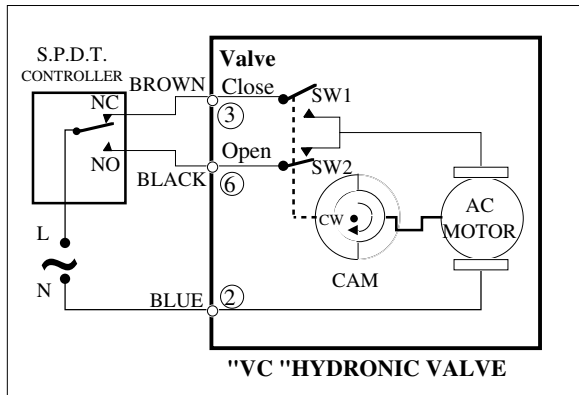 S.P.D.T.
CONTROLLER
NC
NO
L
N
BROWN
BLACK
BLUE
Valve
Close
3
SW1
Open
6
SW2
CW
CAM
AC
MOTOR
2
"VC "HYDRONIC VALVE